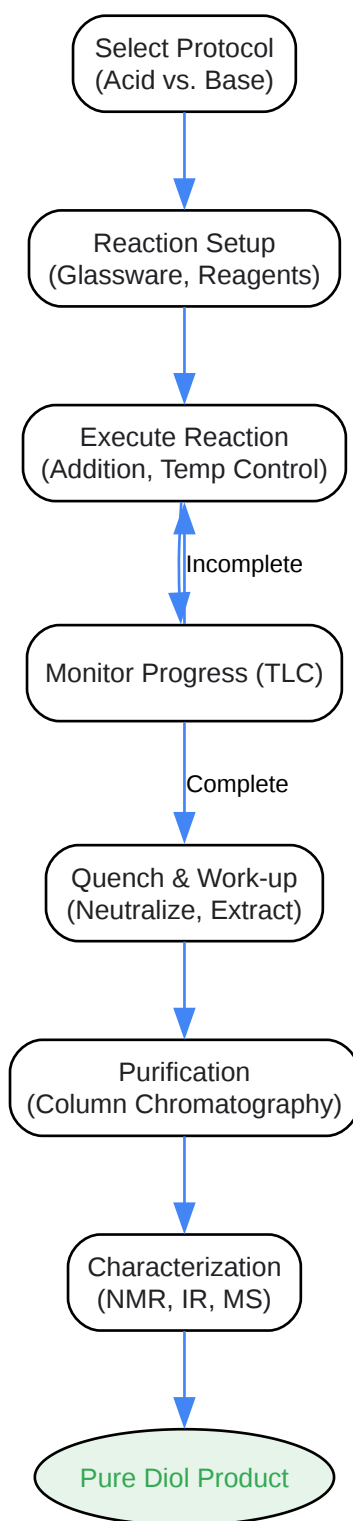 Select Protocol
(Acid vs. Base)
Reaction Setup
(Glassware, Reagents)
Execute Reaction
(Addition, Temp Control)
Incomplete
Monitor Progress (TLC)
Complete
Quench & Work-up
(Neutralize, Extract)
Purification
(Column Chromatography)
Characterization
(NMR, IR, MS)
Pure Diol Product